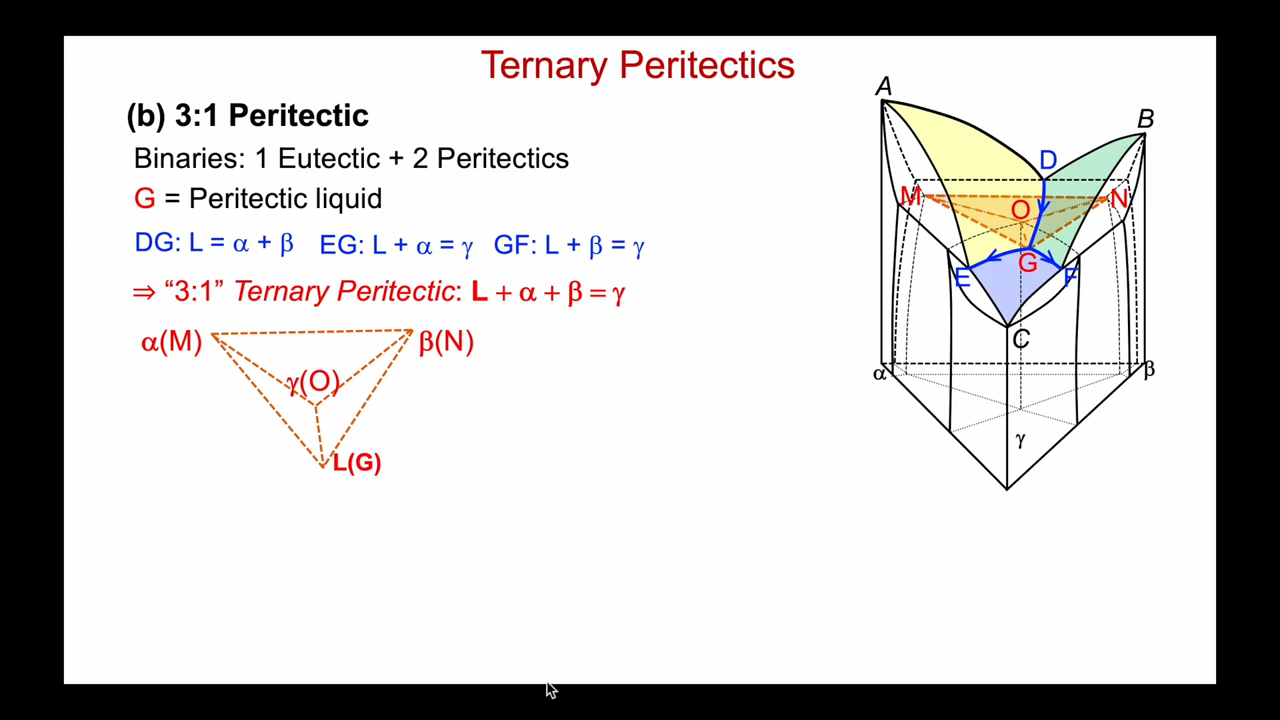 Ternary Peritectics
(b) 3:1 Peritectic
Binaries: 1 Eutectic + 2 Peritectics
G = Peritectic liquid
DG: L = α + β EG: L + α = γ GF: L + β = γ
⇒ “3:1” Ternary Peritectic: L + α + β = γ
α(M)
β(N)
γ(O)
L(G)
A
B
D
M
N
O
G
E
F
C
α
β
γ